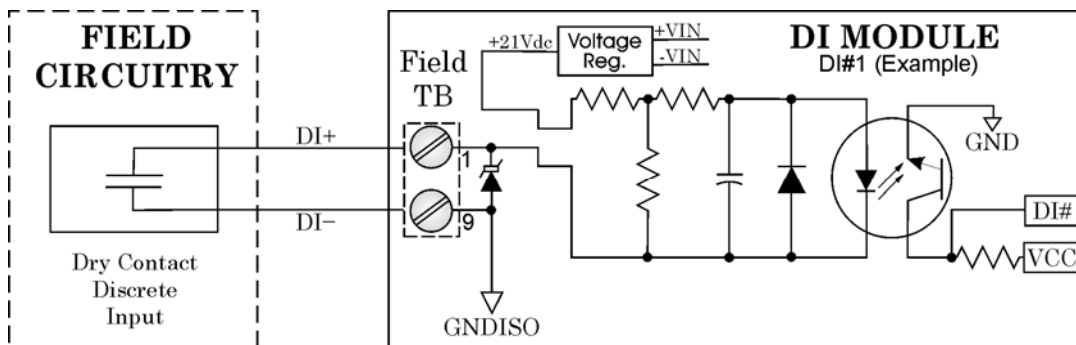 FIELD
CIRCUITRY
DI+
DI−
Dry Contact
Discrete
Input
Field
TB
1
9
GNDISO
+21Vdc
Voltage
Reg.
+VIN
-VIN
DI MODULE
DI#1 (Example)
GND
DI#
VCC